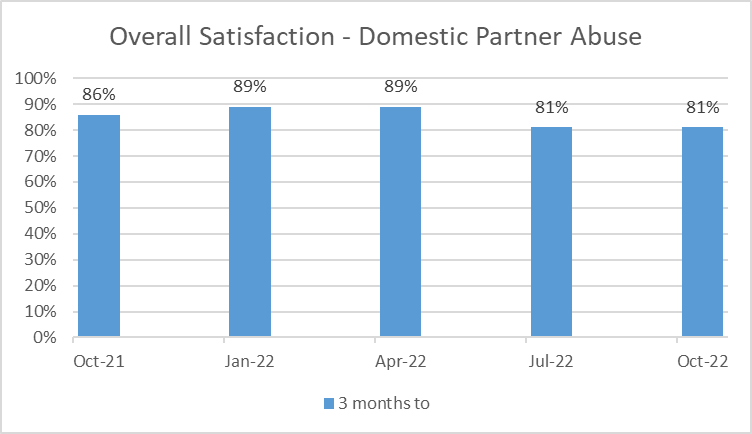 Overall Satisfaction - Domestic Partner Abuse
100%
90%
80%
70%
60%
50%
40%
30%
20%
10%
0%
86%
89%
89%
81%
81%
Oct-21
Jan-22
Apr-22
Jul-22
Oct-22
3 months to